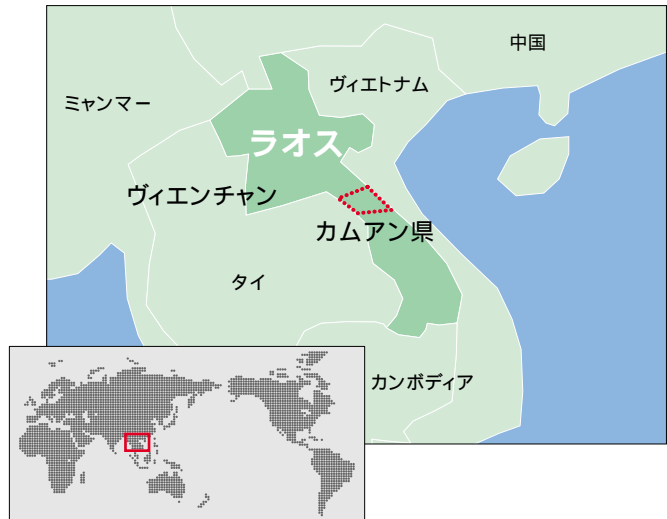 中国
ヴィエトナム
ミャンマー
ラオス
ヴィエンチャン
カムアン県
タイ
カンボディア